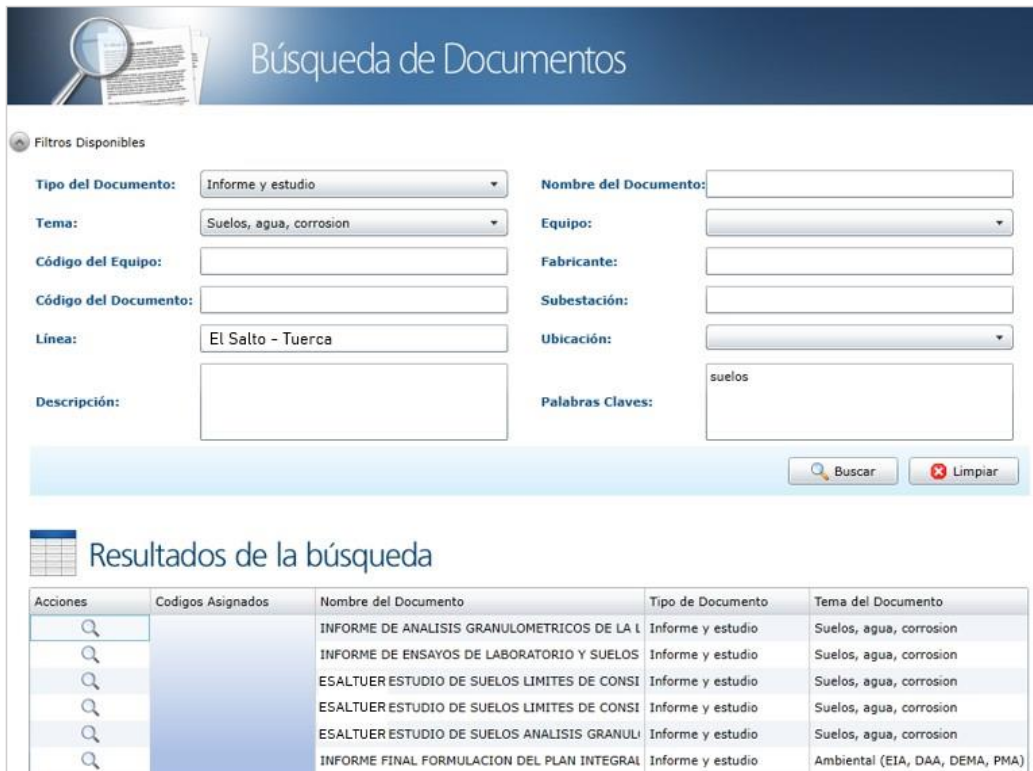 Búsqueda de Documentos
Filtros Disponibles
Tipo del Documento: Informe y estudio Nombre del Documento:
Tema: Suelos, agua, corrosion Equipo:
Código del Equipo: Fabricante:
Código del Documento: Subestación:
Línea: El Salto - Tuerca Ubicación:
suelos
Descripción: Palabras Claves:
Buscar Limpiar
Resultados de la búsqueda
Acciones Codigos Asignados Nombre del Documento Tipo de Documento Tema del Documento
INFORME DE ANALISIS GRANULOMETRICOS DE LA L Informe y estudio Suelos, agua, corrosion
INFORME DE ENSAYOS DE LABORATORIO Y SUELOS Informe y estudio Suelos, agua, corrosion
ESALTUER ESTUDIO DE SUELOS LIMITES DE CONSI Informe y estudio Suelos, agua, corrosion
ESALTUER ESTUDIO DE SUELOS LIMITES DE CONSI Informe y estudio Suelos, agua, corrosion
ESALTUER ESTUDIO DE SUELOS ANALISIS GRANUL Informe y estudio Suelos, agua, corrosion
INFORME FINAL FORMULACION DEL PLAN INTEGRAL Informe y estudio Ambiental (EIA, DAA, DEMA, PMA)